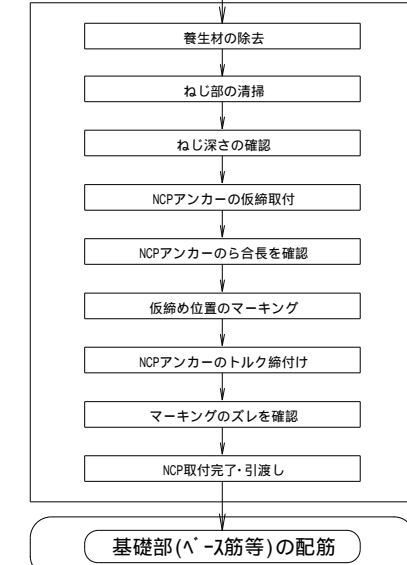 養生材の除去
ねじ部の清掃
ねじ深さの確認
NCPアンカーの仮締取付
NCPアンカーのら合長を確認
仮締め位置のマーキング
NCPアンカーのトルク締付け
マーキングのズレを確認
NCP取付完了・引渡し
基礎部(ﾍﾞｰｽ筋等)の配筋